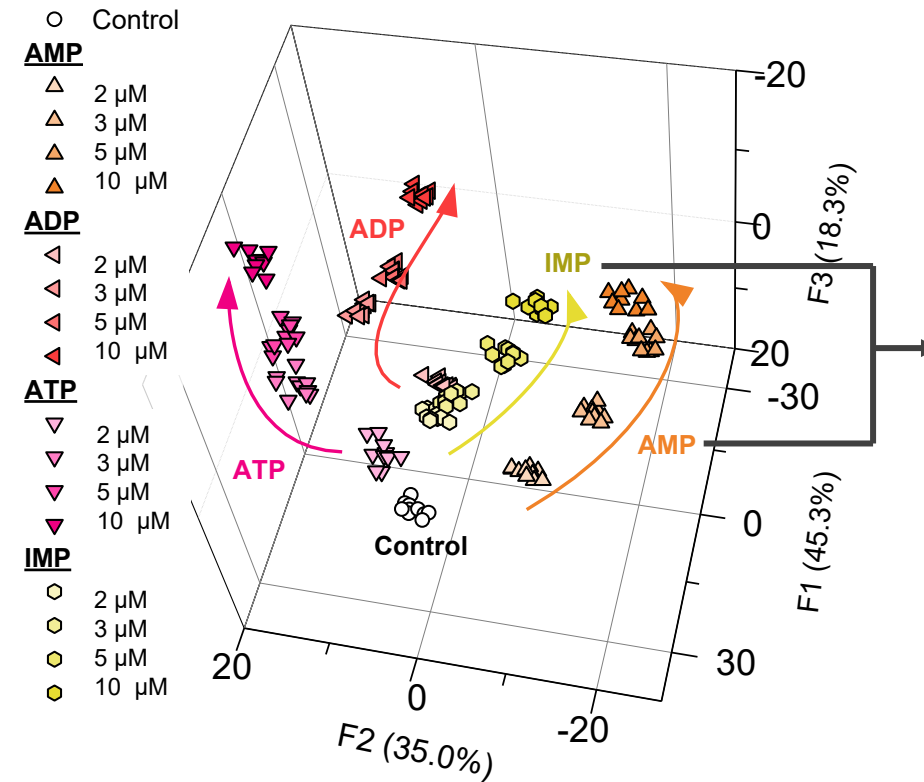 Control
AMP
2 µM
3 µM
5 µM
10 µM
ADP
2 µM
3 µM
5 µM
10 µM
ATP
2 µM
3 µM
5 µM
10 µM
IMP
2 µM
3 µM
5 µM
10 µM
ADP
IMP
AMP
ATP
Control
-20
0
20
F3 (18.3%)
-30
0
30
F1 (45.3%)
20
0
-20
F2 (35.0%)